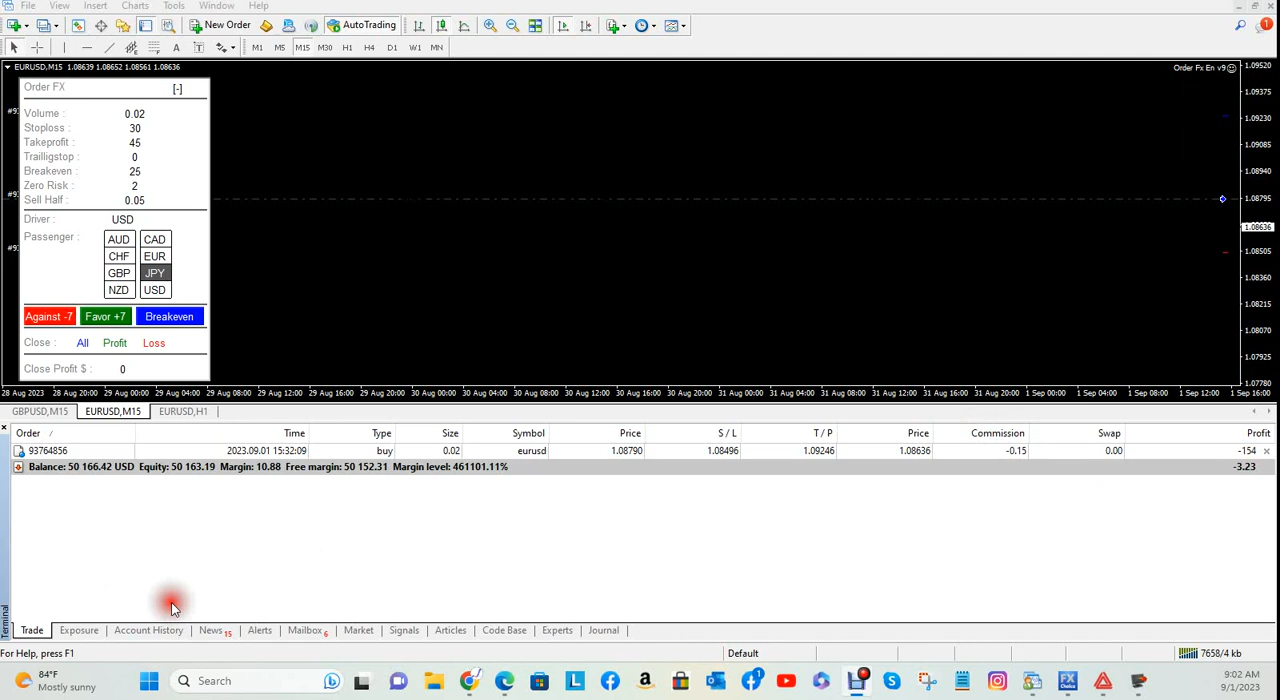 File View Insert Charts Tools Window Help
New Order AutoTrading 1
A T M1 M5 M15 M30 H1 H4 D1 W1 MN
EURUSD,M15 1.08639 1.08652 1.08561 1.08636
Order Fx En v9
Order FX [-]
Volume : 0.02
Stoploss : 30
Takeprofit : 45
Trailligstop : 0
Breakeven : 25
Zero Risk : 2
Sell Half : 0.05
Driver : USD
Passenger : AUD CAD
CHF EUR
GBP JPY
NZD USD
Against -7 Favor +7 Breakeven
Close : All Profit Loss
Close Profit $ : 0
#93
#93
#93
1.09520
1.09375
1.09230
1.09085
1.08940
1.08795
1.08636
1.08505
1.08360
1.08215
1.08070
1.07925
1.07780
28 Aug 2023 28 Aug 20:00 29 Aug 00:00 29 Aug 04:00 29 Aug 08:00 29 Aug 12:00 29 Aug 16:00 29 Aug 20:00 30 Aug 00:00 30 Aug 04:00 30 Aug 08:00 30 Aug 12:00 30 Aug 16:00 30 Aug 20:00 31 Aug 00:00 31 Aug 04:00 31 Aug 08:00 31 Aug 12:00 31 Aug 16:00 31 Aug 20:00 1 Sep 00:00 1 Sep 04:00 1 Sep 08:00 1 Sep 12:00 1 Sep 16:00
GBPUSD,M15 EURUSD,M15 EURUSD,H1
Order / Time Type Size Symbol Price S / L T / P Price Commission Swap Profit
93764856 2023.09.01 15:32:09 buy 0.02 eurusd 1.08790 1.08496 1.09246 1.08636 -0.15 0.00 -154
Balance: 50 166.42 USD Equity: 50 163.19 Margin: 10.88 Free margin: 50 152.31 Margin level: 461101.11% -3.23
Terminal
Trade Exposure Account History News 15 Alerts Mailbox 6 Market Signals Articles Code Base Experts Journal
For Help, press F1 Default 7658/4 kb
84°F
Mostly sunny
Search
9:02 AM
9/1/2023